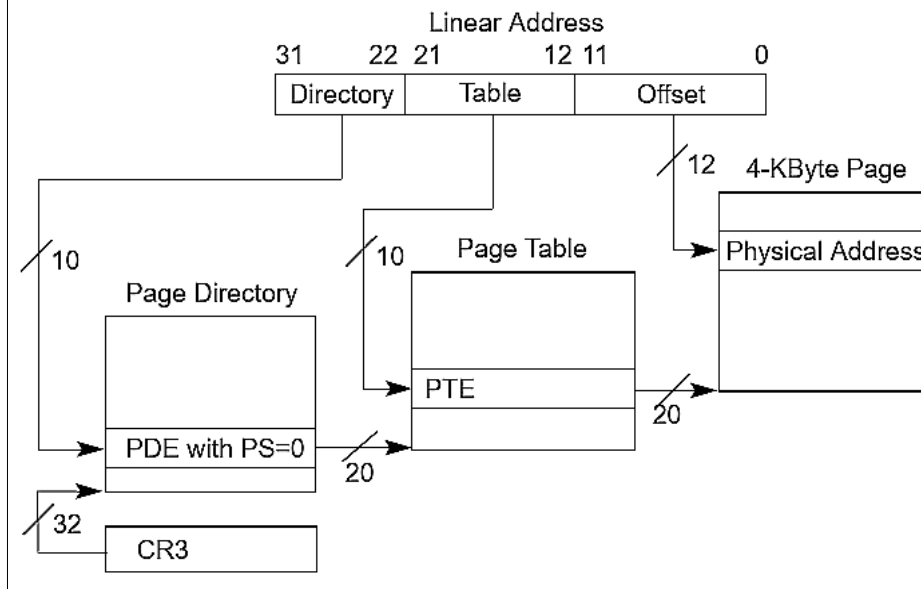 Linear Address
31 22 21 12 11 0
Directory Table Offset
12
4-KByte Page
10
10
Page Table
Physical Address
Page Directory
PTE
20
PDE with PS=0
20
32
CR3